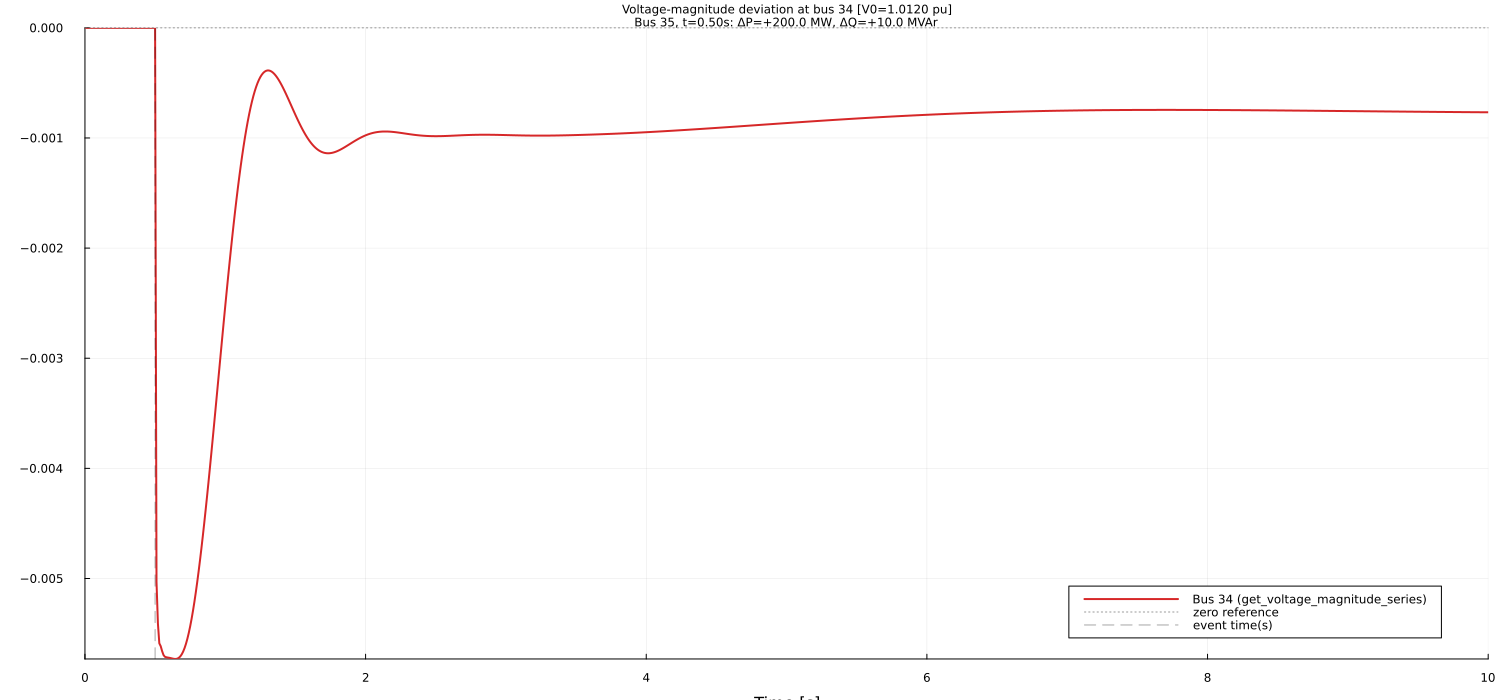 Voltage-magnitude deviation at bus 34 [V0=1.0120 pu]
Bus 35, t=0.50s: ΔP=+200.0 MW, ΔQ=+10.0 MVAr
0.000
−0.001
−0.002
−0.003
−0.004
−0.005
Bus 34 (get_voltage_magnitude_series)
zero reference
event time(s)
0 2 4 6 8 10
Time [s]